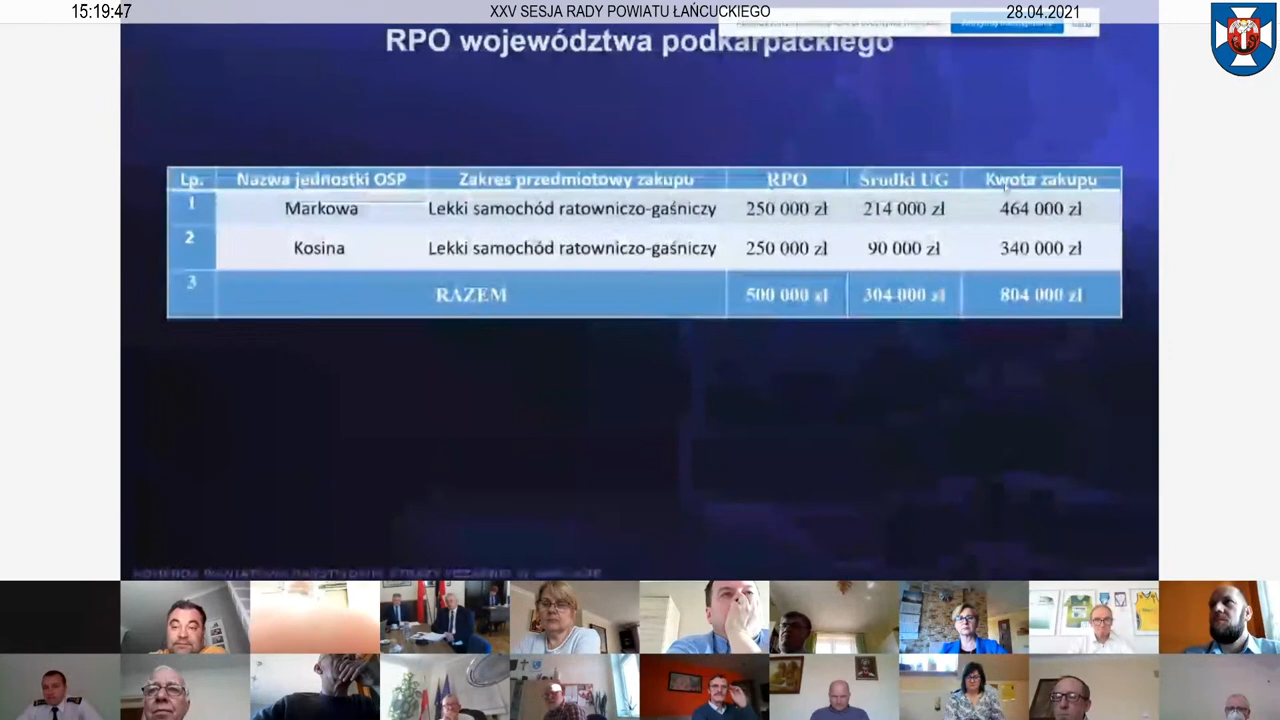 15:19:47 XXV SESJA RADY POWIATU ŁAŃCUCKIEGO 28.04.2021
RPO województwa podkarpackiego
Lp. Nazwa jednostki OSP Zakres przedmiotowy zakupu RPO Środki UG Kwota zakupu
1 Markowa Lekki samochód ratowniczo-gaśniczy 250 000 zł 214 000 zł 464 000 zł
2 Kosina Lekki samochód ratowniczo-gaśniczy 250 000 zł 90 000 zł 340 000 zł
3 RAZEM 500 000 zł 304 000 zł 804 000 zł